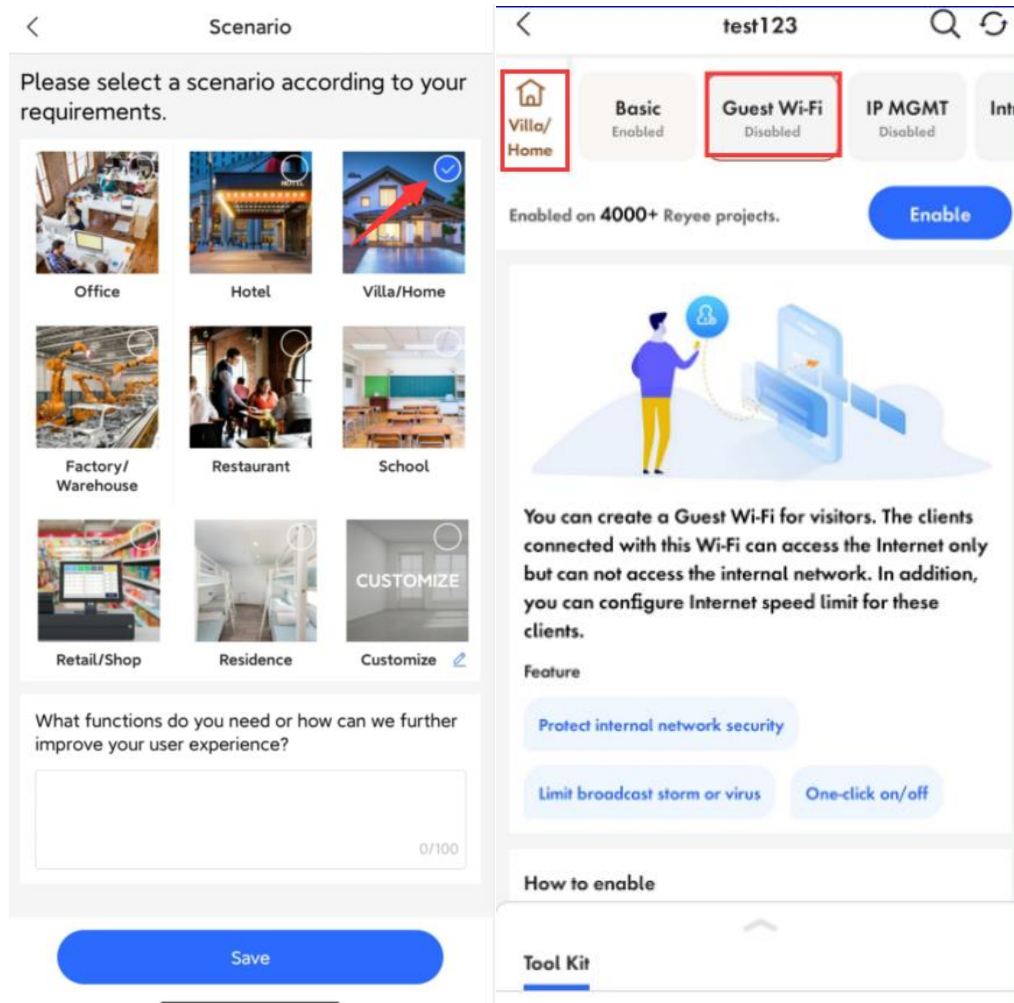 Scenario
Please select a scenario according to your
requirements.
HOTEL
Office
Hotel
Villa/Home
Factory/
Warehouse
Restaurant
School
CUSTOMIZE
Retail/Shop
Residence
Customize
What functions do you need or how can we further
improve your user experience?
0/100
Save
test123
Villa/
Home
Basic
Enabled
Guest Wi-Fi
Disabled
IP MGMT
Disabled
Enabled on 4000+ Reyee projects.
Enable
You can create a Guest Wi-Fi for visitors. The clients
connected with this Wi-Fi can access the Internet only
but can not access the internal network. In addition,
you can configure Internet speed limit for these
clients.
Feature
Protect internal network security
Limit broadcast storm or virus
One-click on/off
How to enable
Tool Kit